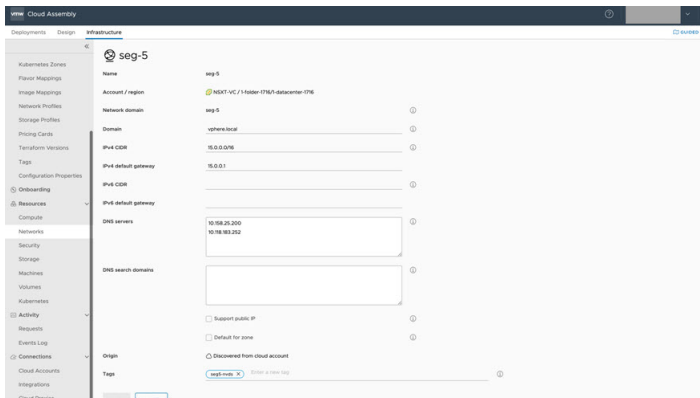 vmw Cloud Assembly
Deployments Design Infrastructure
GUIDED
«
Kubernetes Zones
Flavor Mappings
Image Mappings
Network Profiles
Storage Profiles
Pricing Cards
Terraform Versions
Tags
Configuration Properties
Onboarding
Resources
Compute
Networks
Security
Storage
Machines
Volumes
Kubernetes
Activity
Requests
Events Log
Connections
Cloud Accounts
Integrations
Cloud Proxies
seg-5
Name seg-5
Account / region NSXT-VC / 1-folder-1716/1-datacenter-1716
Network domain seg-5
Domain vphere.local
IPv4 CIDR 15.0.0.0/16
IPv4 default gateway 15.0.0.1
IPv6 CIDR
IPv6 default gateway
DNS servers 10.158.25.200
10.118.183.252
DNS search domains
Support public IP
Default for zone
Origin Discovered from cloud account
Tags seg5-nvds X Enter a new tag